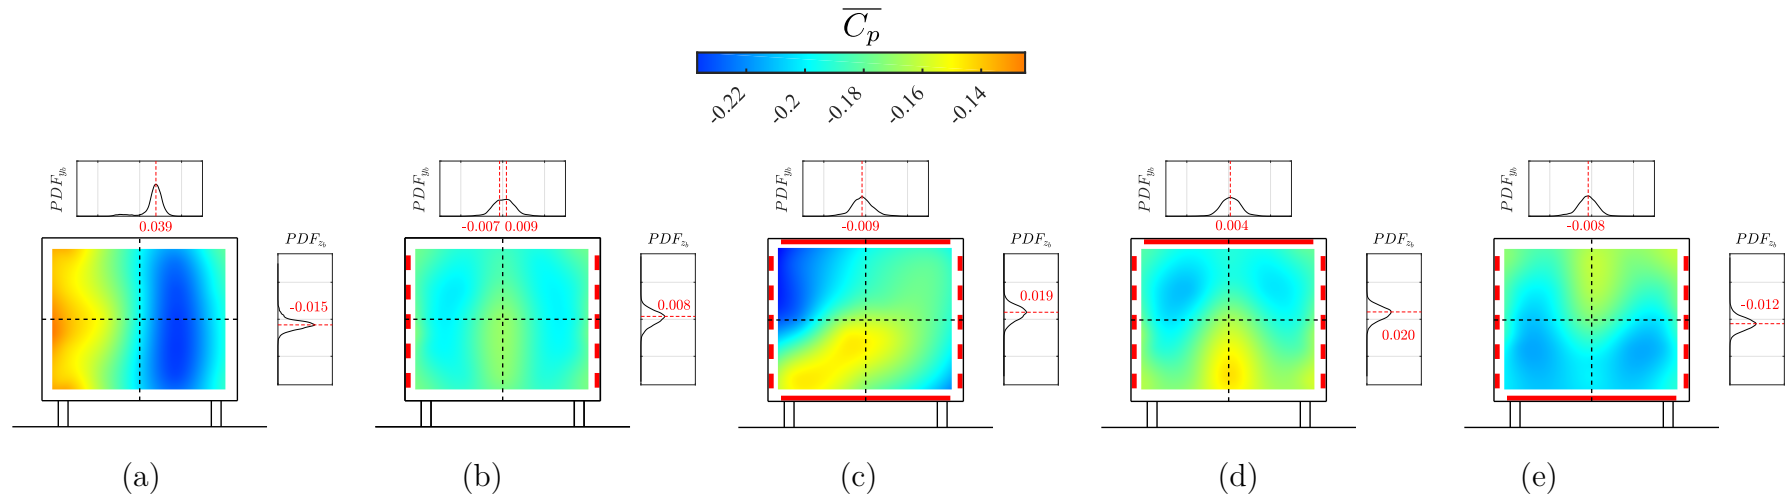 $\overline{C_p}$
-0.22 -0.2 -0.18 -0.16 -0.14
PDF_{y_b} PDF_{y_b} PDF_{y_b} PDF_{y_b} PDF_{y_b}
0.039 -0.007 0.009 -0.009 0.004 -0.008
PDF_{z_b} PDF_{z_b} PDF_{z_b} PDF_{z_b} PDF_{z_b}
-0.015 0.008 0.019 0.020 -0.012
(a) (b) (c) (d) (e)